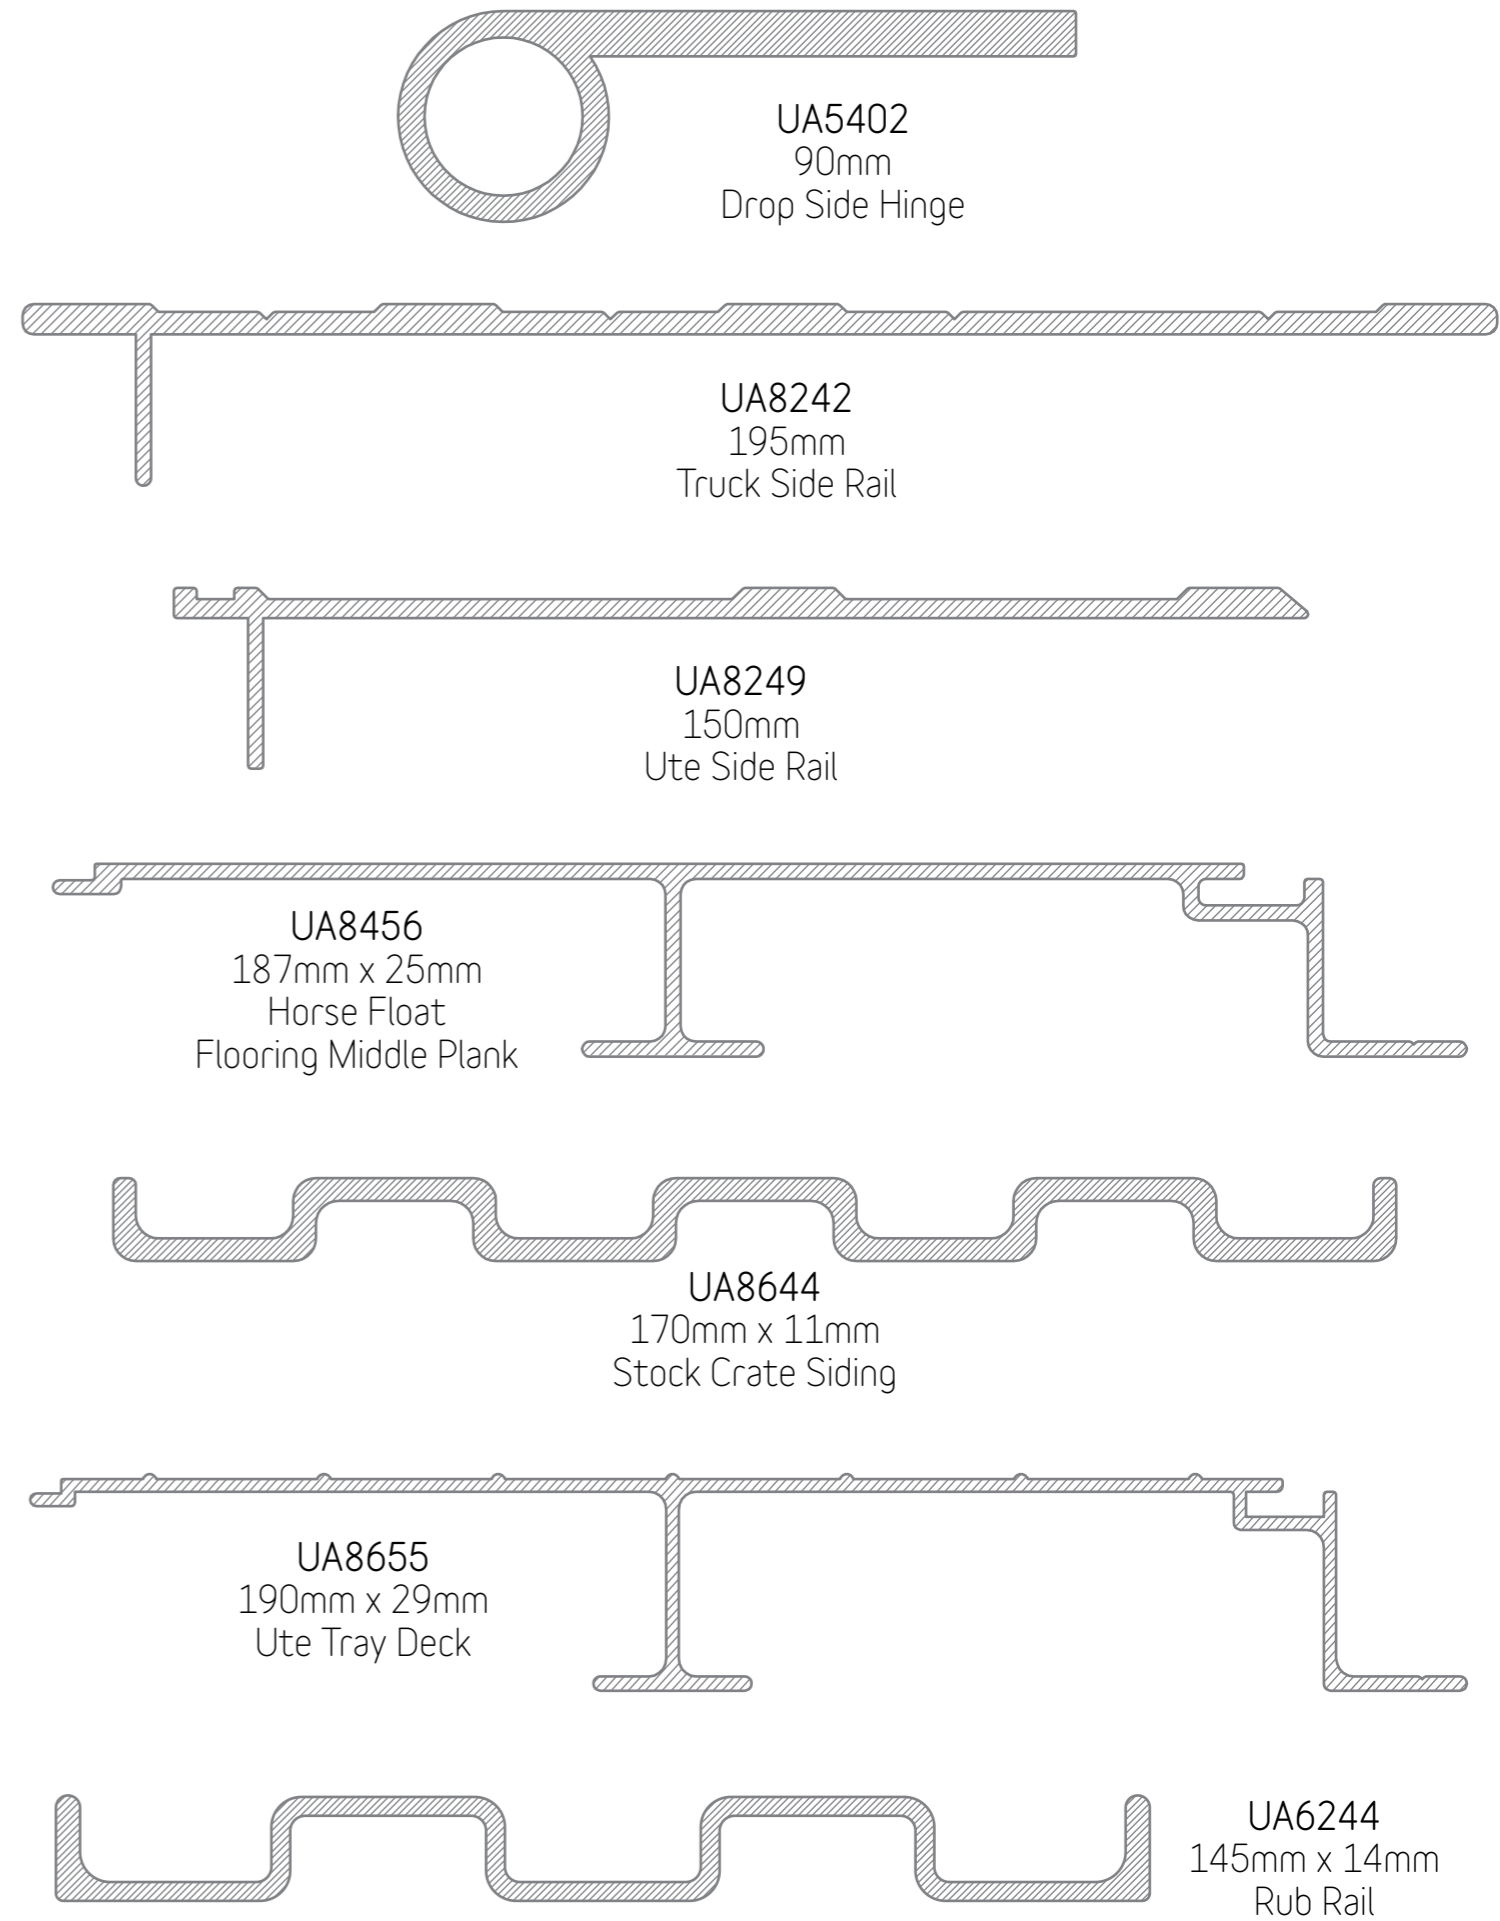 UA5402
90mm
Drop Side Hinge
UA8242
195mm
Truck Side Rail
UA8249
150mm
Ute Side Rail
UA8456
187mm x 25mm
Horse Float
Flooring Middle Plank
UA8644
170mm x 11mm
Stock Crate Siding
UA8655
190mm x 29mm
Ute Tray Deck
UA6244
145mm x 14mm
Rub Rail